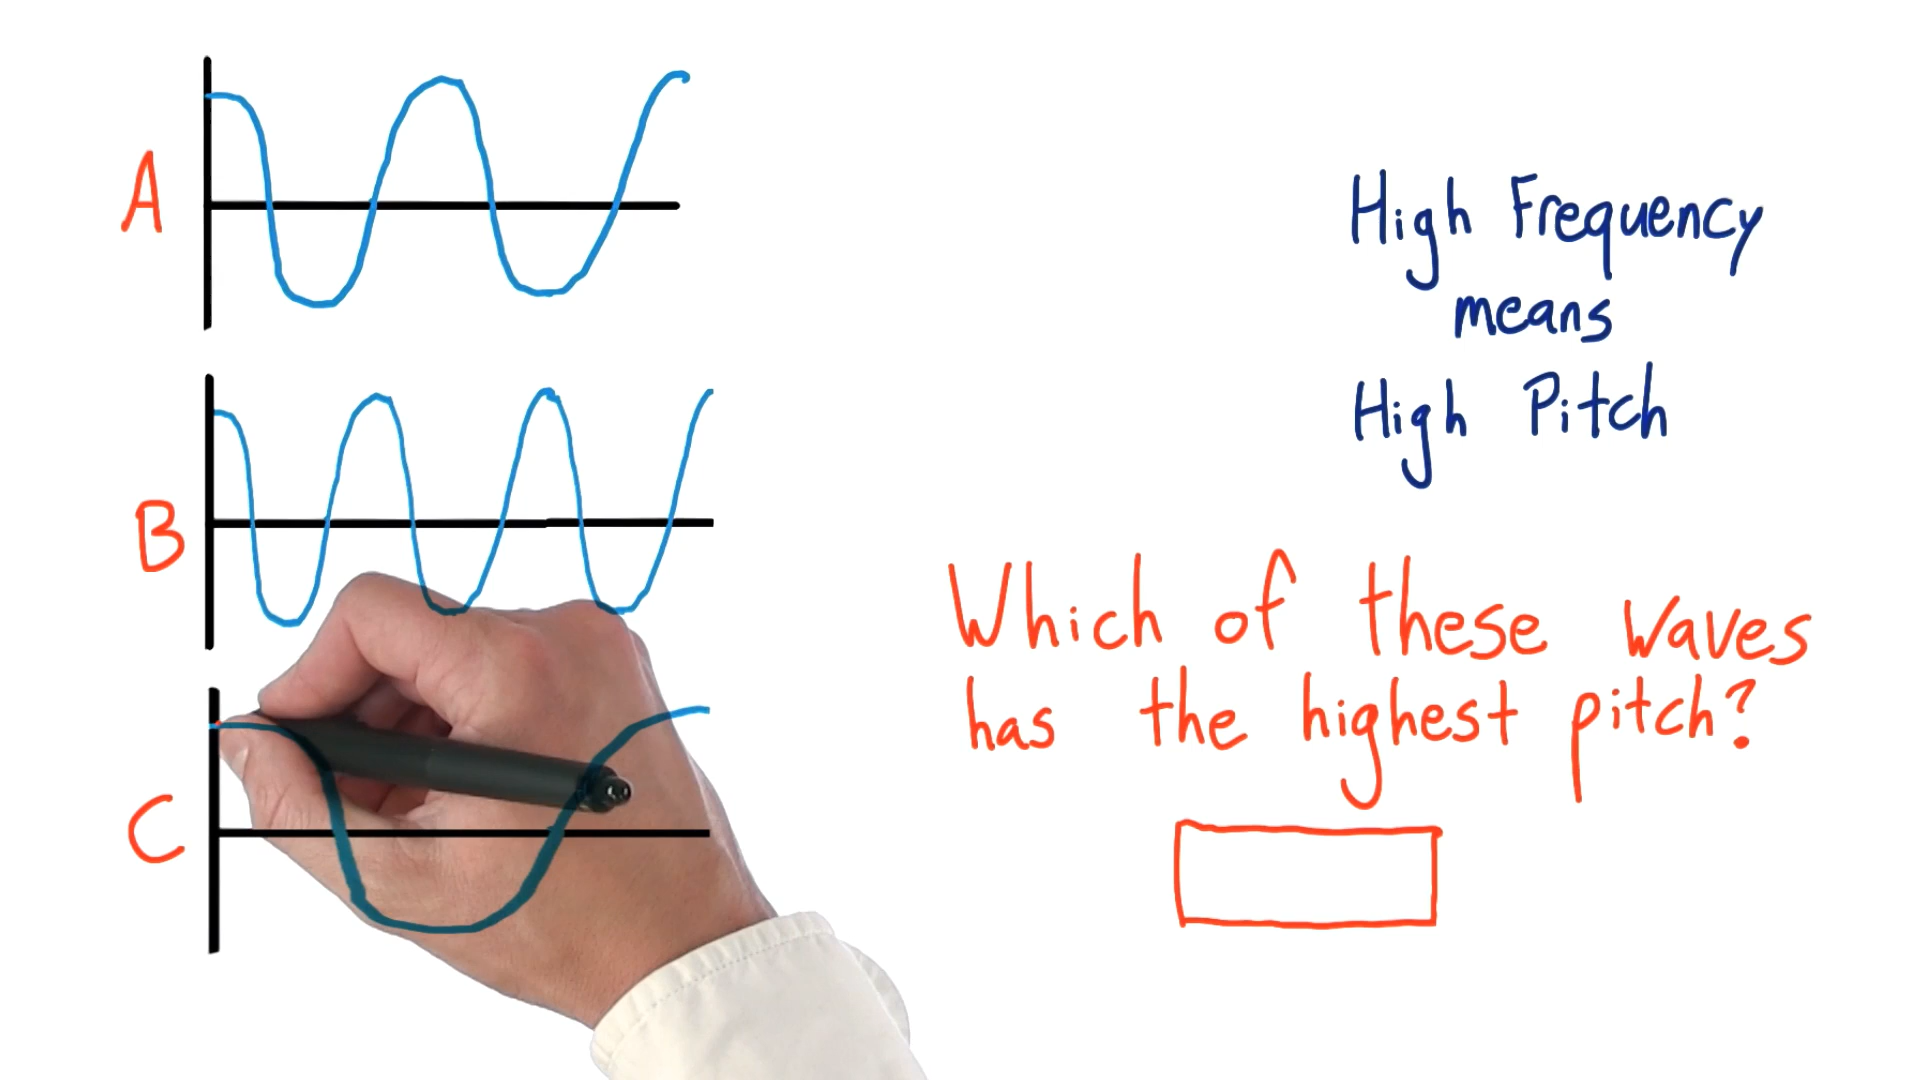 A
B
C
High Frequency
means
High Pitch
Which of these waves
has the highest pitch?